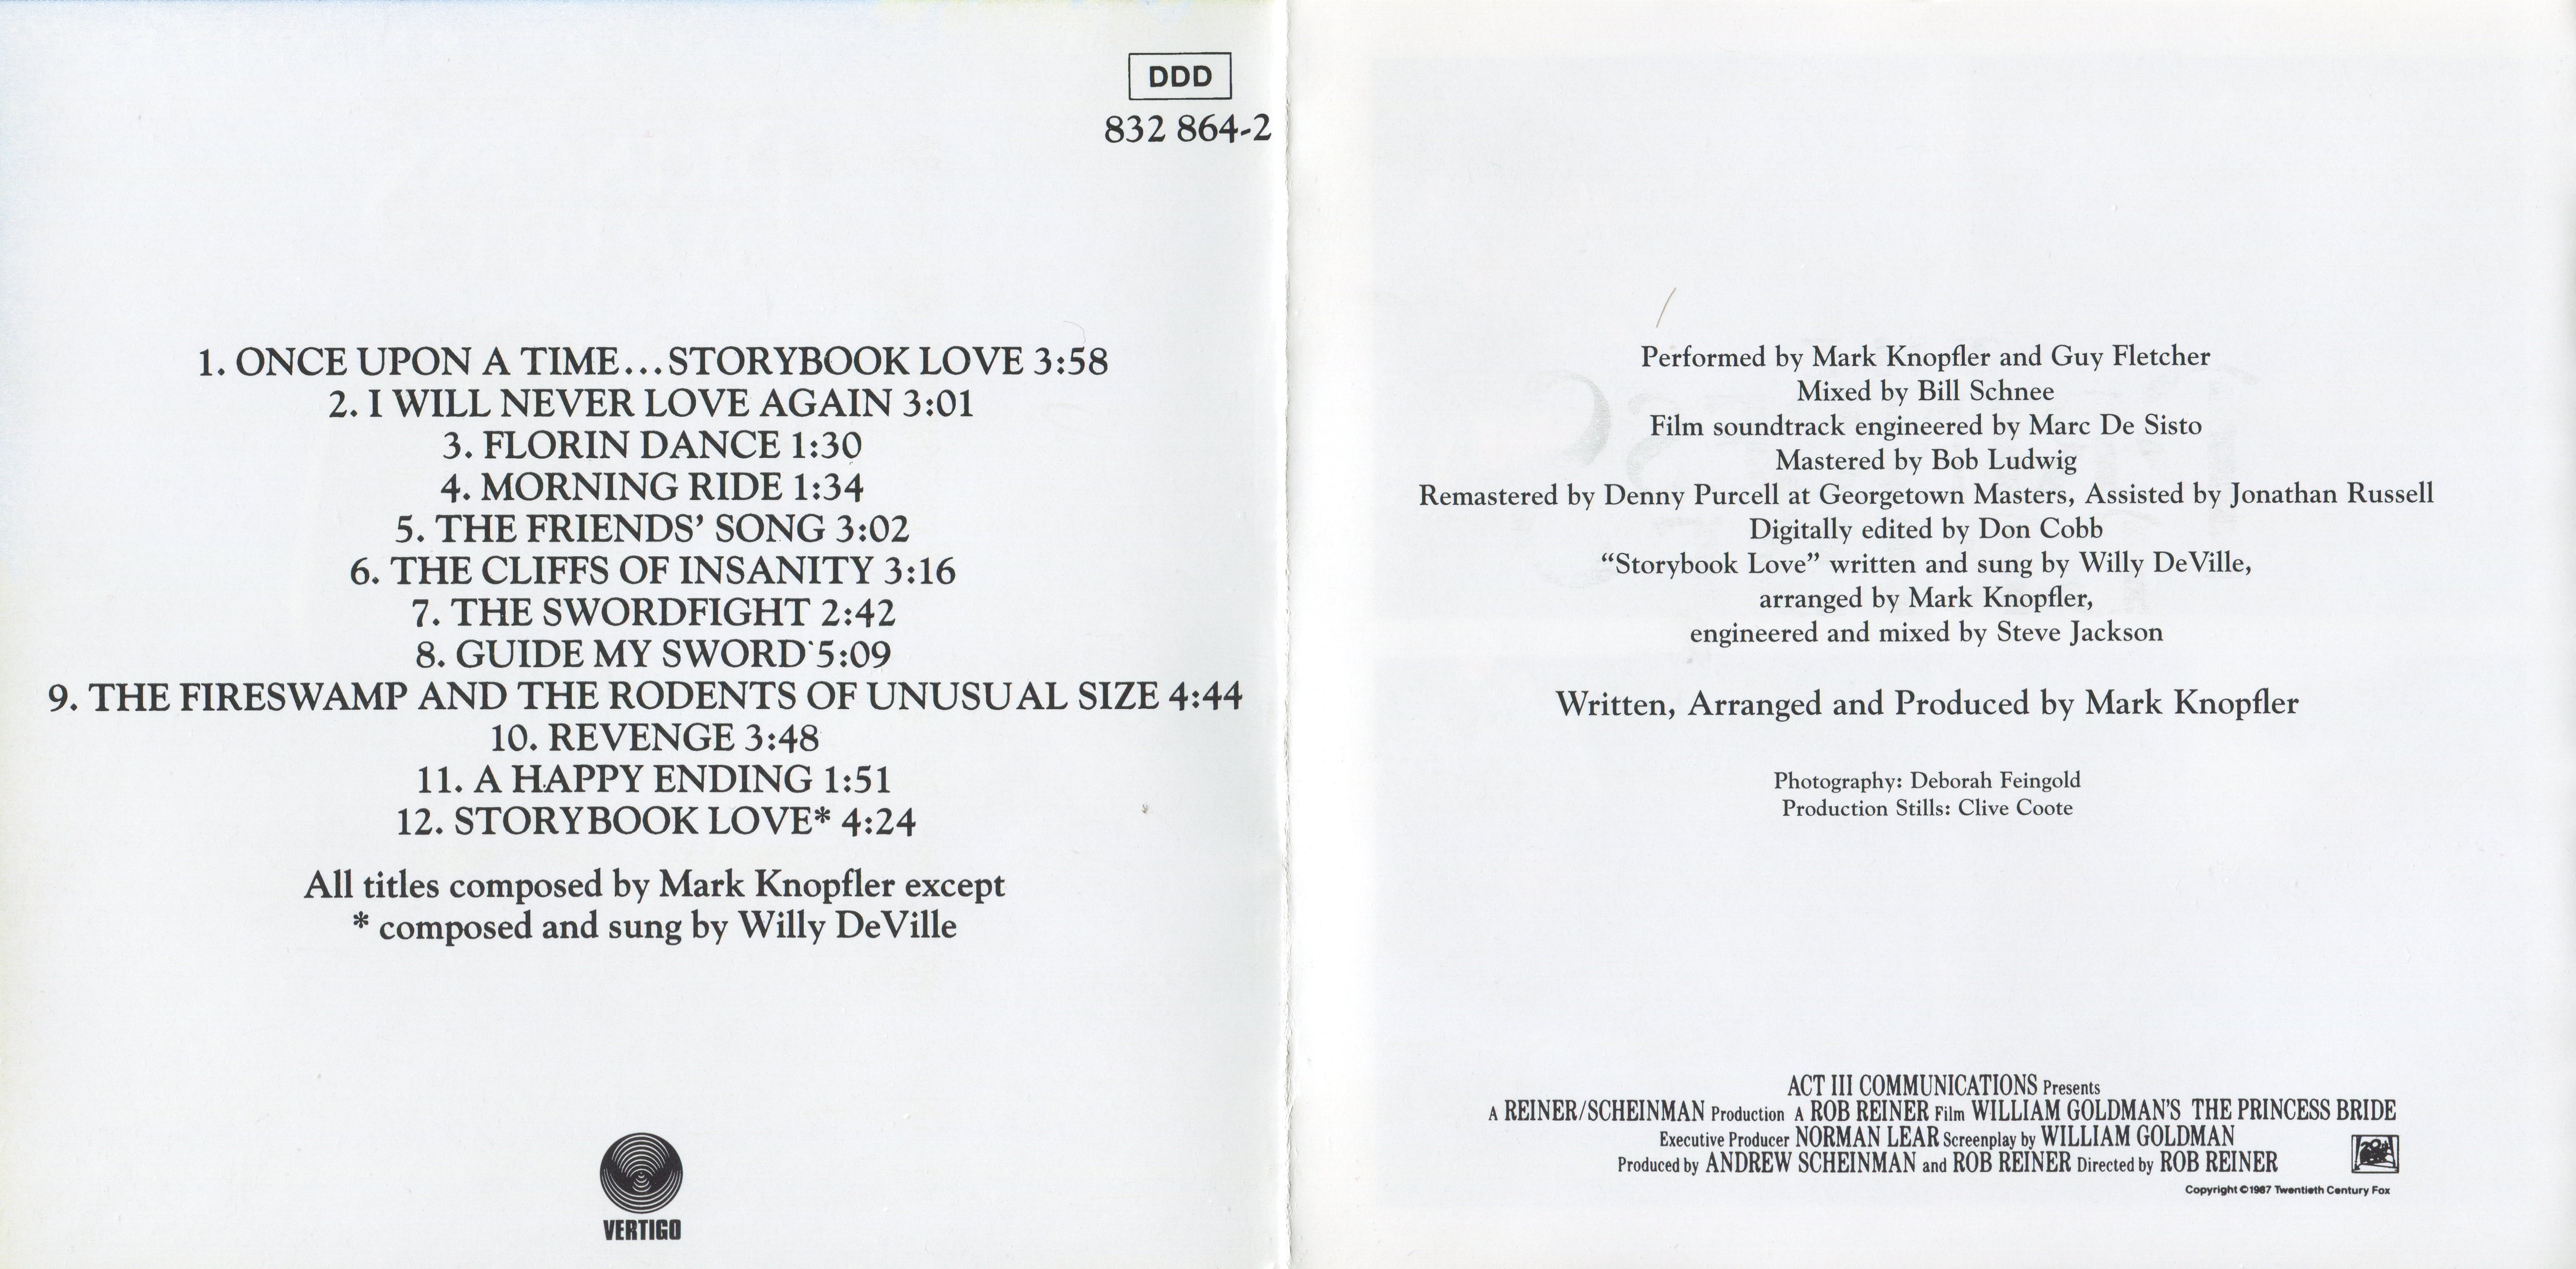 DDD
832 864-2
1. ONCE UPON A TIME...STORYBOOK LOVE 3:58
2. I WILL NEVER LOVE AGAIN 3:01
3. FLORIN DANCE 1:30
4. MORNING RIDE 1:34
5. THE FRIENDS’ SONG 3:02
6. THE CLIFFS OF INSANITY 3:16
7. THE SWORDFIGHT 2:42
8. GUIDE MY SWORD 5:09
9. THE FIRESWAMP AND THE RODENTS OF UNUSUAL SIZE 4:44
10. REVENGE 3:48
11. A HAPPY ENDING 1:51
12. STORYBOOK LOVE* 4:24
All titles composed by Mark Knopfler except
* composed and sung by Willy DeVille
VERTIGO
Performed by Mark Knopfler and Guy Fletcher
Mixed by Bill Schnee
Film soundtrack engineered by Marc De Sisto
Mastered by Bob Ludwig
Remastered by Denny Purcell at Georgetown Masters, Assisted by Jonathan Russell
Digitally edited by Don Cobb
“Storybook Love” written and sung by Willy DeVille,
arranged by Mark Knopfler,
engineered and mixed by Steve Jackson
Written, Arranged and Produced by Mark Knopfler
Photography: Deborah Feingold
Production Stills: Clive Coote
ACT III COMMUNICATIONS Presents
A REINER/SCHEINMAN Production A ROB REINER Film WILLIAM GOLDMAN'S THE PRINCESS BRIDE
Executive Producer NORMAN LEAR Screenplay by WILLIAM GOLDMAN
Produced by ANDREW SCHEINMAN and ROB REINER Directed by ROB REINER
Copyright ©1987 Twentieth Century Fox